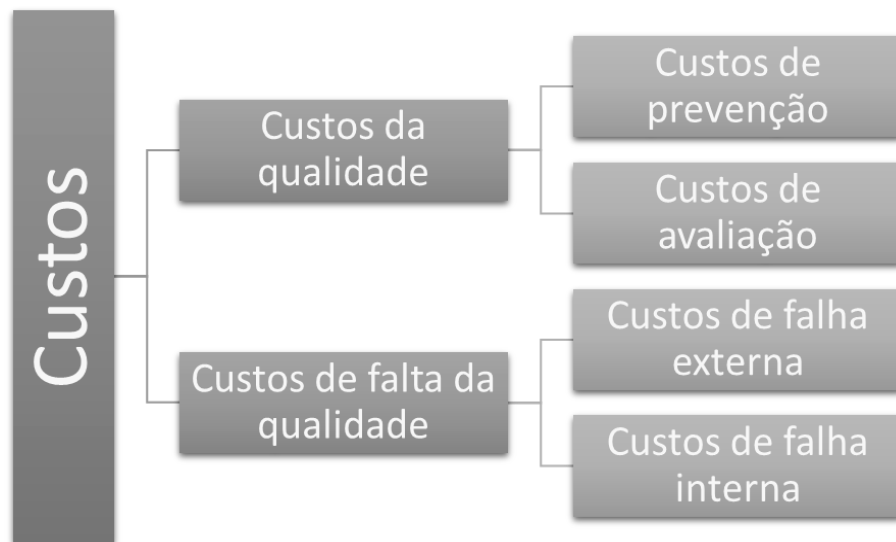 Custos
Custos da
qualidade
Custos de
prevenção
Custos de
avaliação
Custos de falta da
qualidade
Custos de falha
externa
Custos de falha
interna